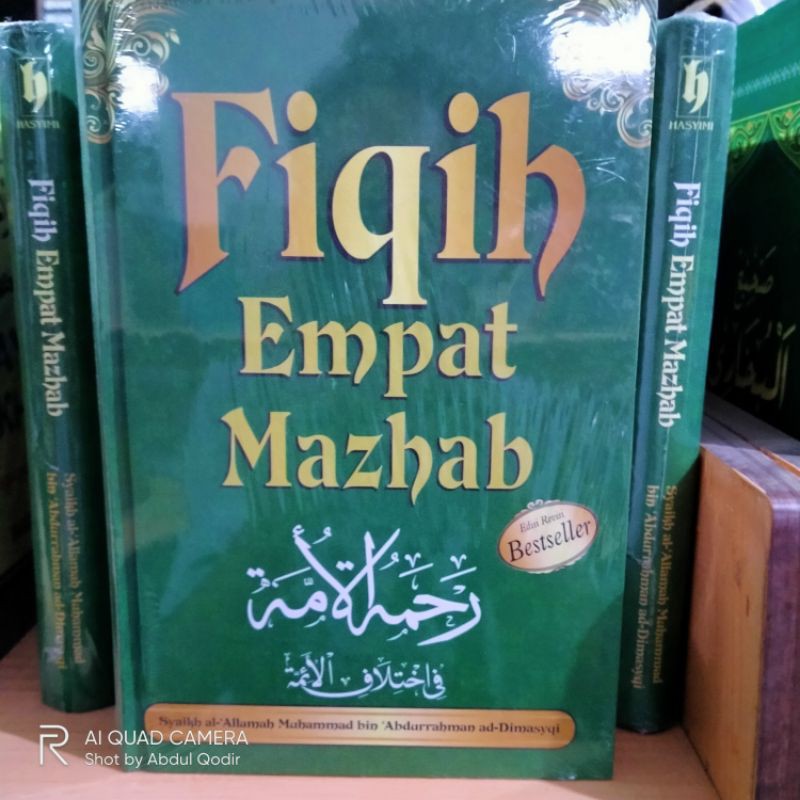 Fiqih
Empat
Mazhab
Edisi Revisi
Bestseller
رحمة الأمة
في اختلاف الأئمة
Syaikh al-'Allamah Muhammad bin 'Abdurrahman ad-Dimasyqi
HASYIMI
Fiqih Empat Mazhab
Syaikh al-'Allamah Muhammad
bin 'Abdurrahman ad-Dimasyqi
HASYIMI
Fiqih Empat Mazhab
Syaikh al-'Allamah Muhammad
bin 'Abdurrahman ad-Dimasyqi
صحيح
البخاري
AI QUAD CAMERA
Shot by Abdul Qodir